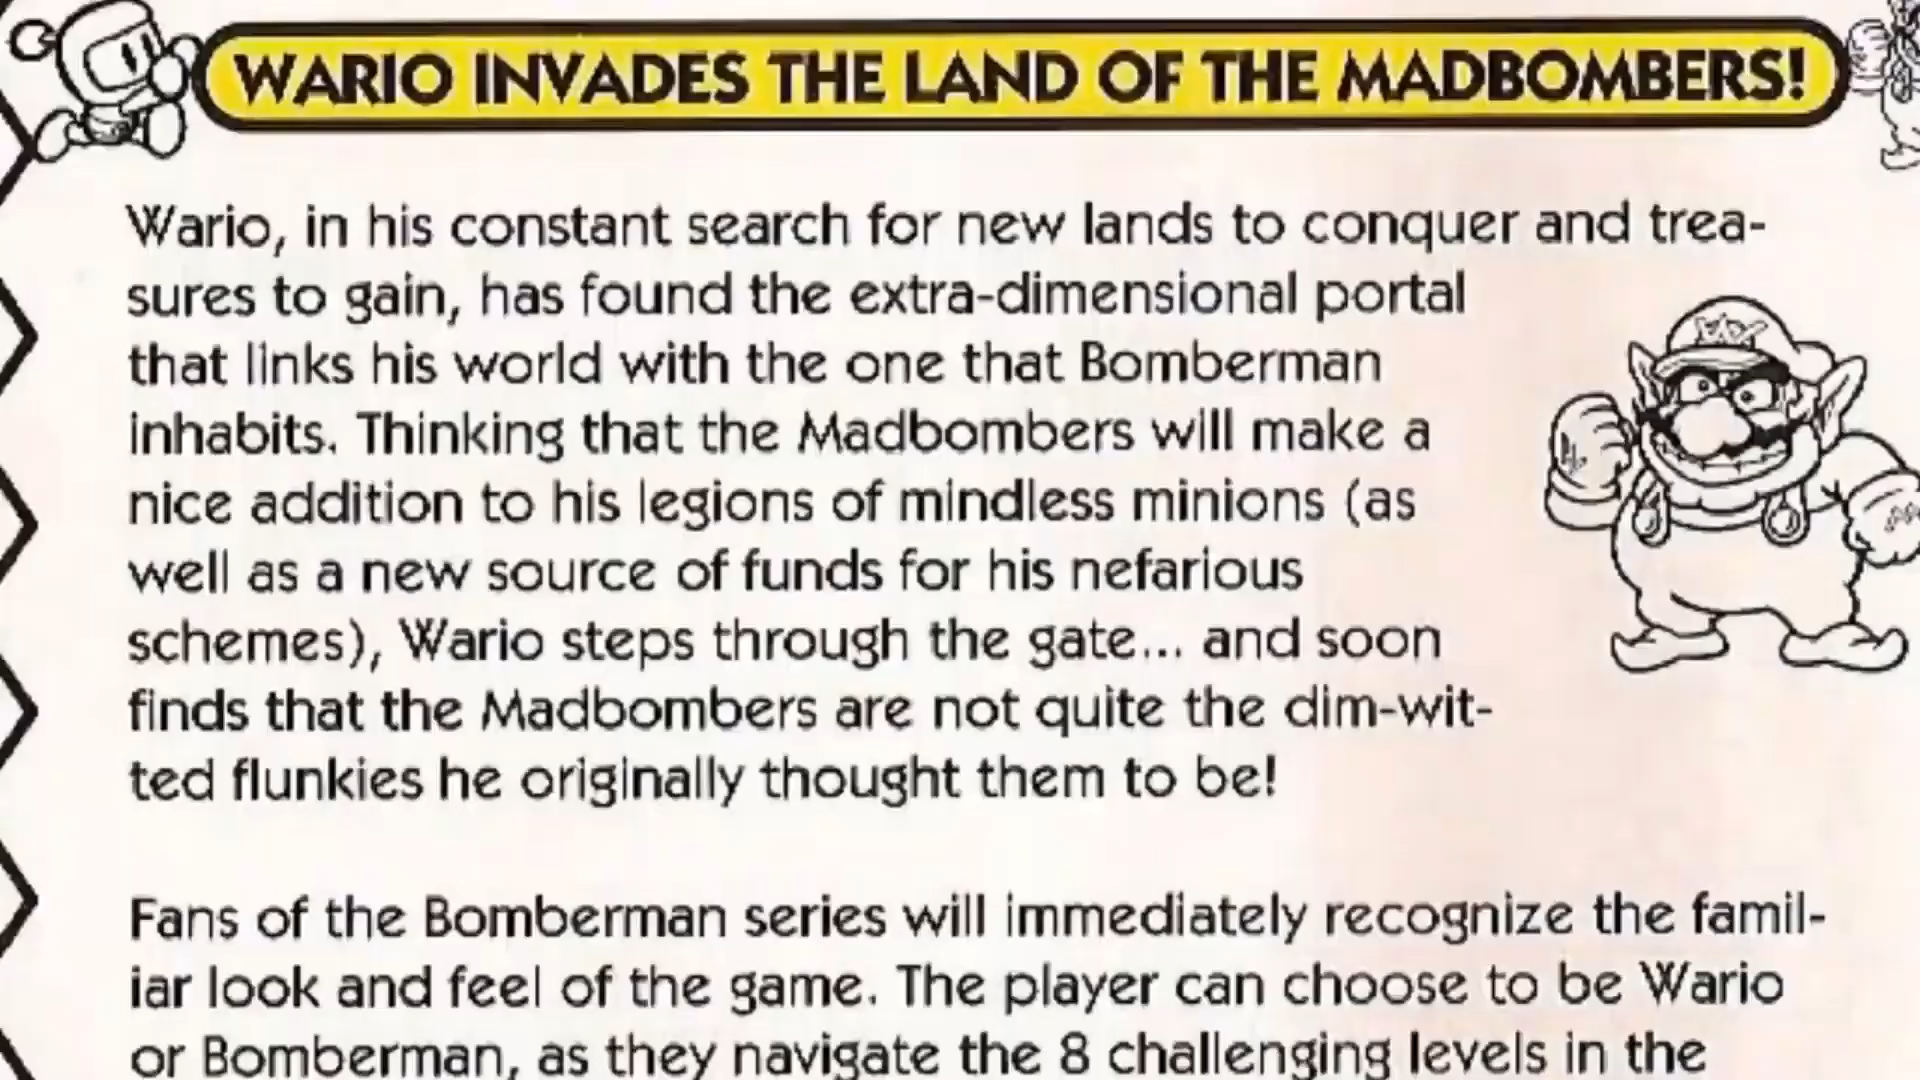 WARIO INVADES THE LAND OF THE MADBOMBERS!
Wario, in his constant search for new lands to conquer and trea-
sures to gain, has found the extra-dimensional portal
that links his world with the one that Bomberman
inhabits. Thinking that the Madbombers will make a
nice addition to his legions of mindless minions (as
well as a new source of funds for his nefarious
schemes), Wario steps through the gate... and soon
finds that the Madbombers are not quite the dim-wit-
ted flunkies he originally thought them to be!
Fans of the Bomberman series will immediately recognize the famil-
iar look and feel of the game. The player can choose to be Wario
or Bomberman, as they navigate the 8 challenging levels in the